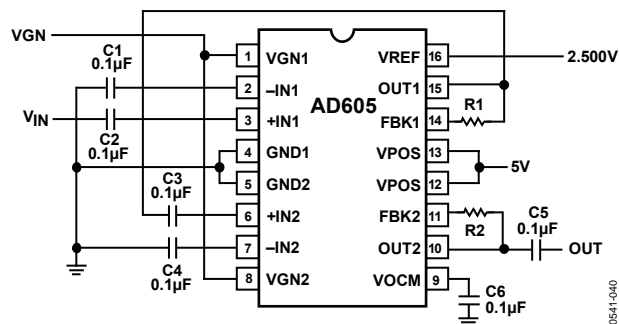 VGN
C1
0.1µF
VIN
C2
0.1µF
C3
0.1µF
C4
0.1µF
AD605
1 VGN1
2 –IN1
3 +IN1
4 GND1
5 GND2
6 +IN2
7 –IN2
8 VGN2
VREF 16
OUT1 15
FBK1 14
VPOS 13
VPOS 12
FBK2 11
OUT2 10
VOCM 9
2.500V
R1
5V
R2
C5
0.1µF
OUT
C6
0.1µF
0541-040